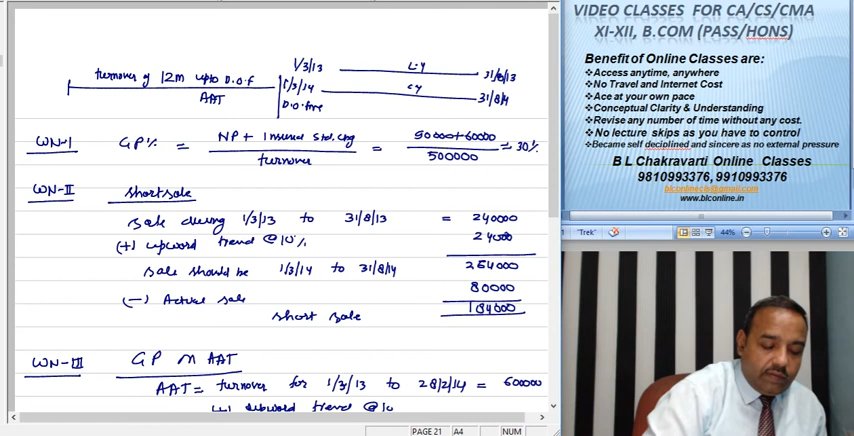 turnover of 12m upto D.O.F
AAT
1/3/13 L.Y 31/8/13
1/3/14 CY 31/8/14
D.O.fire
WN-I GP% = NP + Insured Std. Chg / turnover = 90000+60000 / 500000 = 30%
WN-II Short sale
Sale during 1/3/13 to 31/8/13 = 240000
(+) upword trend @10% 24000
Sale should be 1/3/14 to 31/8/14 264000
(-) Actual sale 80000
Short sale 184000
WN-III GP on AAT
AAT = turnover for 1/3/13 to 28/2/14 = 600000
(+) upword trend @10
PAGE 21 A4 NUM
VIDEO CLASSES FOR CA/CS/CMA
XI-XII, B.COM (PASS/HONS)
Benefit of Online Classes are:
❖Access anytime, anywhere
❖No Travel and Internet Cost
❖Ace at your own pace
❖Conceptual Clarity & Understanding
❖Revise any number of time without any cost.
❖No lecture skips as you have to control
❖Became self deciplined and sincere as no external pressure
B L Chakravarti Online Classes
9810993376, 9910993376
blconlineclb@gmail.com
www.blconline.in
"Trek" 44%